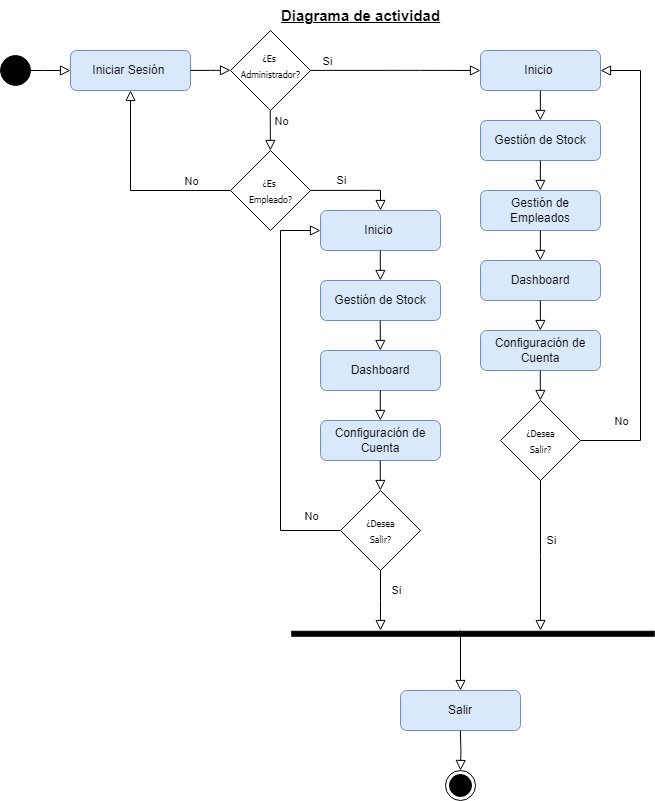 Diagrama de actividad
Iniciar Sesión
¿Es
Administrador?
Si
Inicio
No
Gestión de Stock
¿Es
Empleado?
No
Si
Gestión de
Empleados
Inicio
Dashboard
Gestión de Stock
Configuración de
Cuenta
Dashboard
¿Desea
Salir?
No
Configuración de
Cuenta
¿Desea
Salir?
No
Si
Si
Salir